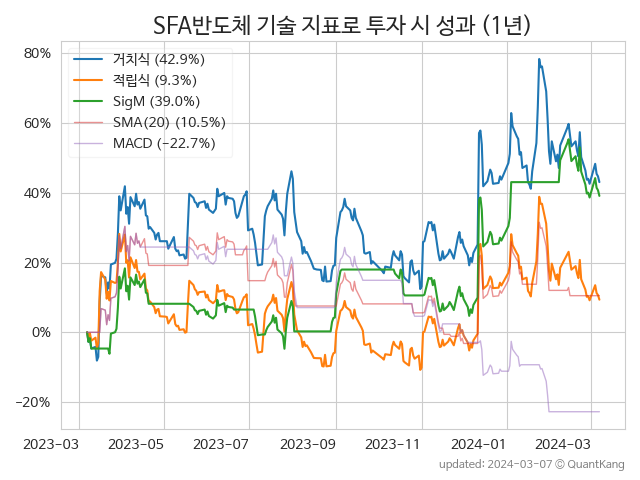 SFA반도체 기술 지표로 투자 시 성과 (1년)
80%
60%
40%
20%
0%
−20%
거치식 (42.9%)
적립식 (9.3%)
SigM (39.0%)
SMA(20) (10.5%)
MACD (−22.7%)
2023-03 2023-05 2023-07 2023-09 2023-11 2024-01 2024-03
updated: 2024-03-07 © QuantKang